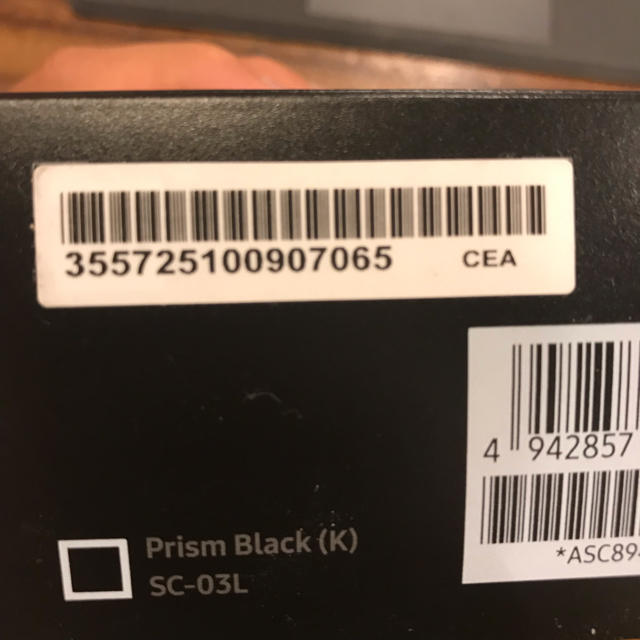 355725100907065 CEA
4 942857
*ASC89
Prism Black (K)
SC-03L